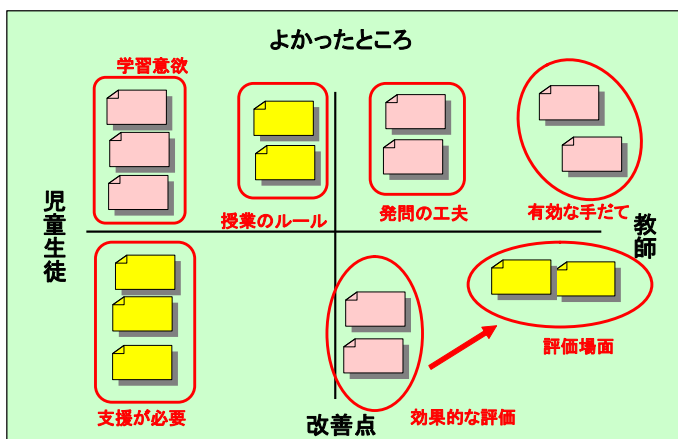 よかったところ
学習意欲
授業のルール
発問の工夫
有効な手だて
児童生徒
教師
支援が必要
改善点
効果的な評価
評価場面